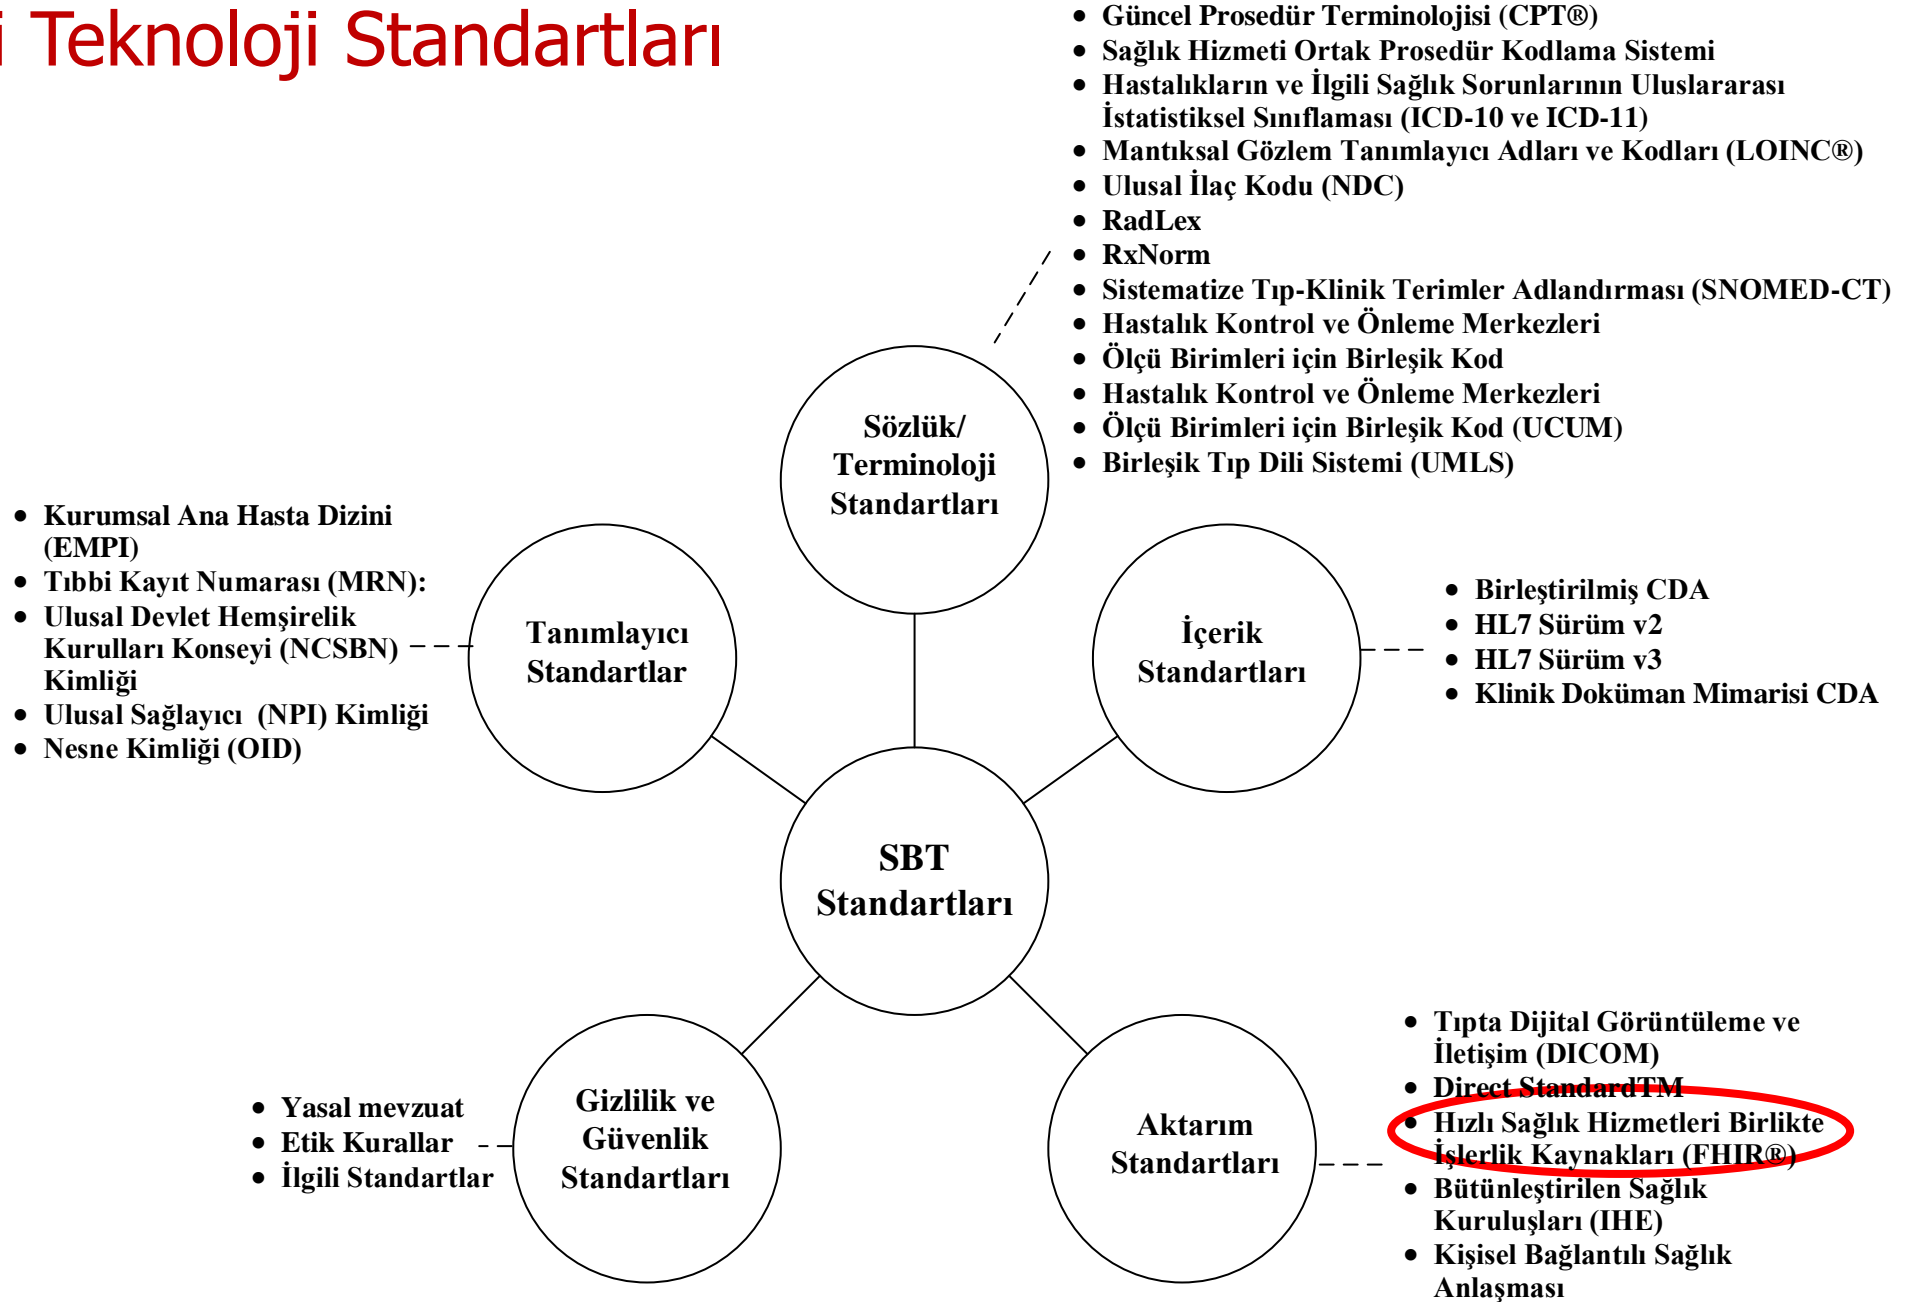 i Teknoloji Standartları
• Güncel Prosedür Terminolojisi (CPT®)
• Sağlık Hizmeti Ortak Prosedür Kodlama Sistemi
• Hastalıkların ve İlgili Sağlık Sorunlarının Uluslararası
İstatistiksel Sınıflaması (ICD-10 ve ICD-11)
• Mantıksal Gözlem Tanımlayıcı Adları ve Kodları (LOINC®)
• Ulusal İlaç Kodu (NDC)
• RadLex
• RxNorm
• Sistematize Tıp-Klinik Terimler Adlandırması (SNOMED-CT)
• Hastalık Kontrol ve Önleme Merkezleri
• Ölçü Birimleri için Birleşik Kod
• Hastalık Kontrol ve Önleme Merkezleri
• Ölçü Birimleri için Birleşik Kod (UCUM)
• Birleşik Tıp Dili Sistemi (UMLS)
Sözlük/
Terminoloji
Standartları
• Kurumsal Ana Hasta Dizini
(EMPI)
• Tıbbi Kayıt Numarası (MRN):
• Ulusal Devlet Hemşirelik
Kurulları Konseyi (NCSBN)
Kimliği
• Ulusal Sağlayıcı (NPI) Kimliği
• Nesne Kimliği (OID)
Tanımlayıcı
Standartlar
İçerik
Standartları
• Birleştirilmiş CDA
• HL7 Sürüm v2
• HL7 Sürüm v3
• Klinik Doküman Mimarisi CDA
SBT
Standartları
• Yasal mevzuat
• Etik Kurallar
• İlgili Standartlar
Gizlilik ve
Güvenlik
Standartları
Aktarım
Standartları
• Tıpta Dijital Görüntüleme ve
İletişim (DICOM)
• Direct StandardTM
• Hızlı Sağlık Hizmetleri Birlikte
İşlerlik Kaynakları (FHIR®)
• Bütünleştirilen Sağlık
Kuruluşları (IHE)
• Kişisel Bağlantılı Sağlık
Anlaşması